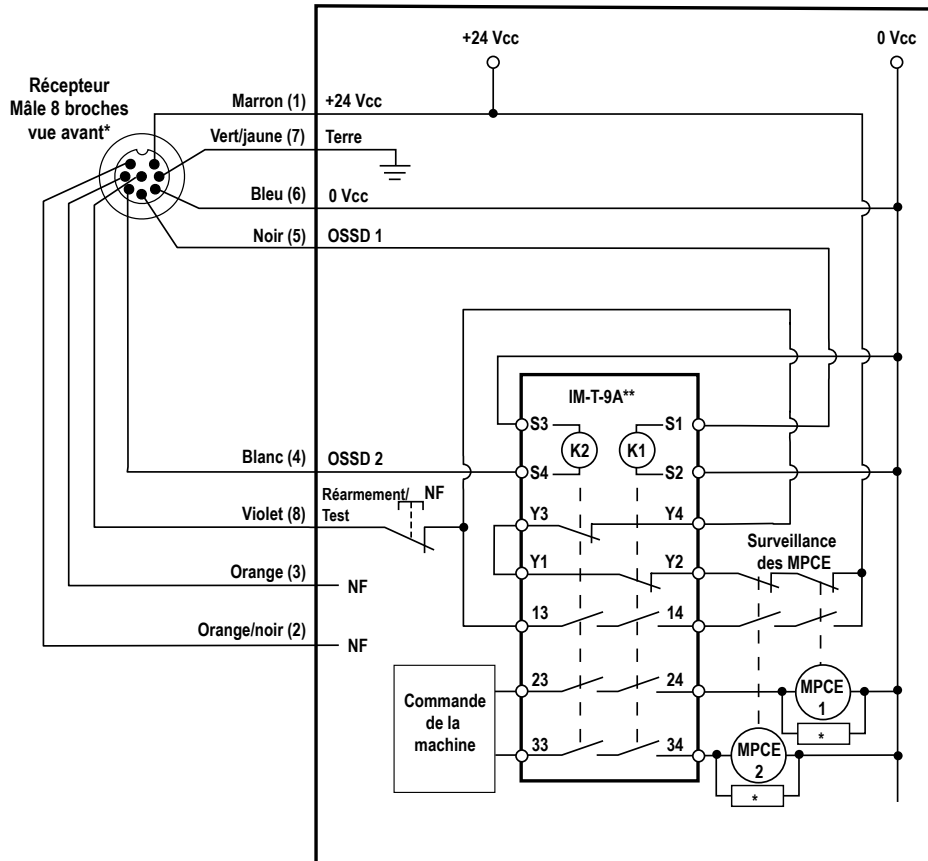 +24 Vcc
0 Vcc
Récepteur
Mâle 8 broches
vue avant*
Marron (1)
+24 Vcc
Vert/jaune (7)
Terre
Bleu (6)
0 Vcc
Noir (5)
OSSD 1
IM-T-9A**
S3
S1
K2
K1
Blanc (4)
OSSD 2
S4
S2
Réarmement/
NF
Violet (8)
Test
Y3
Y4
Surveillance
des MPCE
Y1
Y2
Orange (3)
NF
13
14
Orange/noir (2)
NF
Commande
de la
machine
23
24
MPCE
1
*
33
34
MPCE
2
*